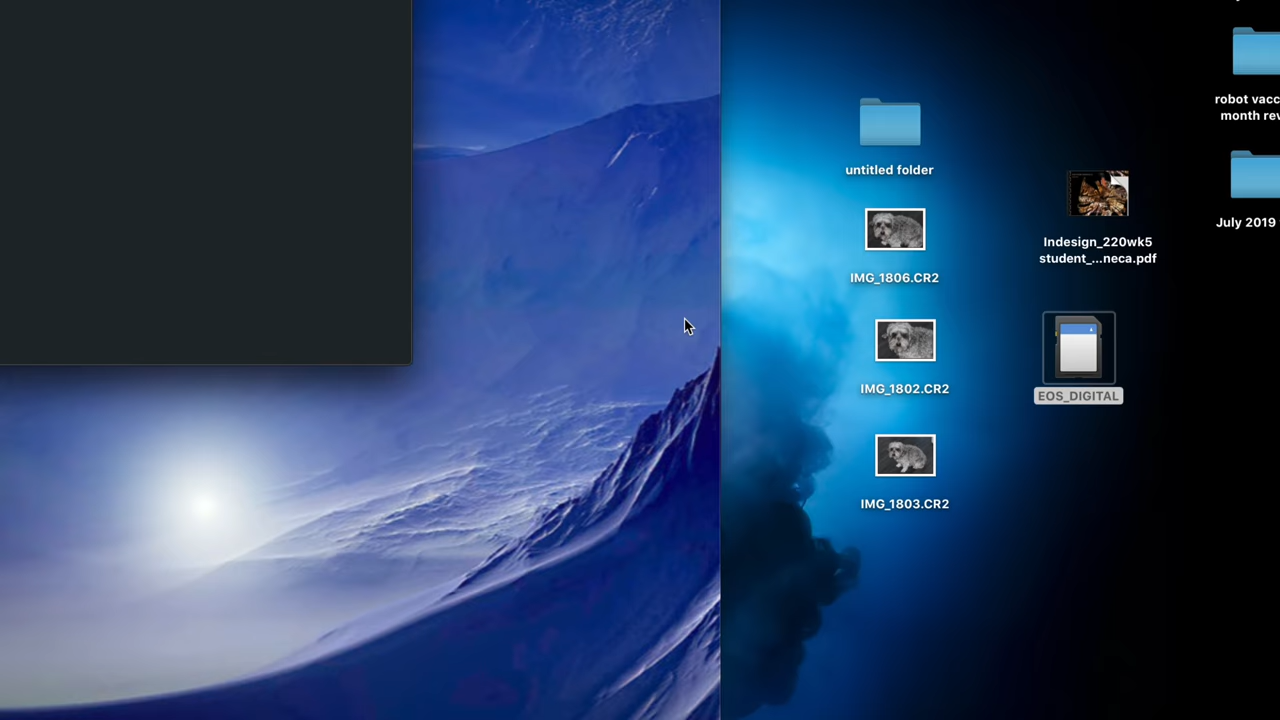 untitled folder
IMG_1806.CR2
IMG_1802.CR2
IMG_1803.CR2
Indesign_220wk5
student_...neca.pdf
EOS_DIGITAL
robot vacc
month rev
July 2019